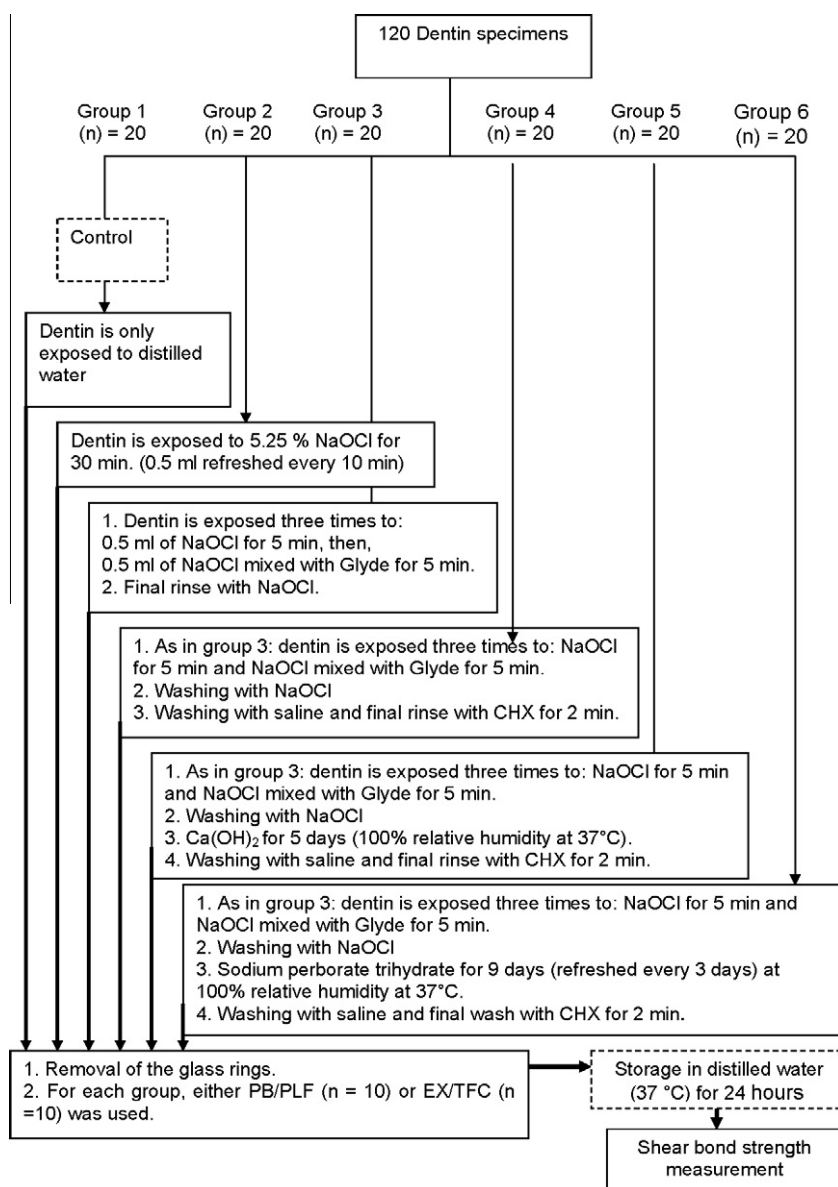 120 Dentin specimens
Group 1
(n) = 20
Group 2
(n) = 20
Group 3
(n) = 20
Group 4
(n) = 20
Group 5
(n) = 20
Group 6
(n) = 20
Control
Dentin is only
exposed to distilled
water
Dentin is exposed to 5.25 % NaOCl for
30 min. (0.5 ml refreshed every 10 min)
1. Dentin is exposed three times to:
0.5 ml of NaOCl for 5 min, then,
0.5 ml of NaOCl mixed with Glyde for 5 min.
2. Final rinse with NaOCl.
1. As in group 3: dentin is exposed three times to: NaOCl
for 5 min and NaOCl mixed with Glyde for 5 min.
2. Washing with NaOCl
3. Washing with saline and final rinse with CHX for 2 min.
1. As in group 3: dentin is exposed three times to: NaOCl for 5 min
and NaOCl mixed with Glyde for 5 min.
2. Washing with NaOCl
3. Ca(OH)₂ for 5 days (100% relative humidity at 37°C).
4. Washing with saline and final rinse with CHX for 2 min.
1. As in group 3: dentin is exposed three times to: NaOCl for 5 min and
NaOCl mixed with Glyde for 5 min.
2. Washing with NaOCl
3. Sodium perborate trihydrate for 9 days (refreshed every 3 days) at
100% relative humidity at 37°C.
4. Washing with saline and final wash with CHX for 2 min.
1. Removal of the glass rings.
2. For each group, either PB/PLF (n = 10) or EX/TFC (n
=10) was used.
Storage in distilled water
(37 °C) for 24 hours
Shear bond strength
measurement